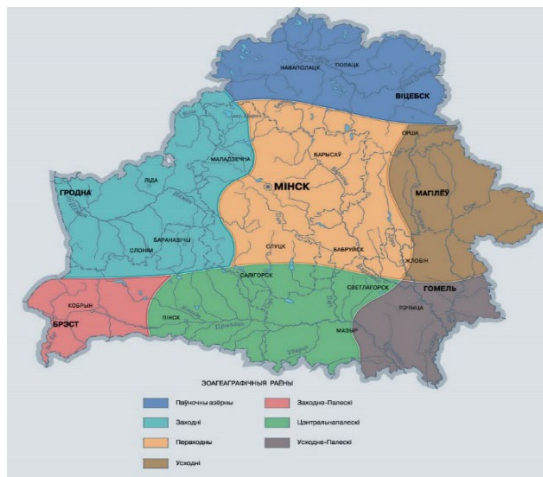 НАВАПОЛАЦК
ПОЛАЦК
ВІЦЕБСК
ОРША
МАЛАДЗЕЧНА
БАРЫСАЎ
ЛІДА
ГРОДНА
МІНСК
МАГІЛЁЎ
БАРАНАВІЧЫ
СЛОНІМ
СЛУЦК
БАБРУЙСК
ЖЛОБІН
САЛІГОРСК
СВЕТЛАГОРСК
ГОМЕЛЬ
КОБРЫН
РЭЧЫЦА
БРЭСТ
ПІНСК
МАЗЫР
ЗОАГЕАГРАФІЧНЫЯ РАЁНЫ
Паўночны азёрны
Заходне-Палескі
Заходні
Цэнтральнапалескі
Пераходны
Усходне-Палескі
Усходні